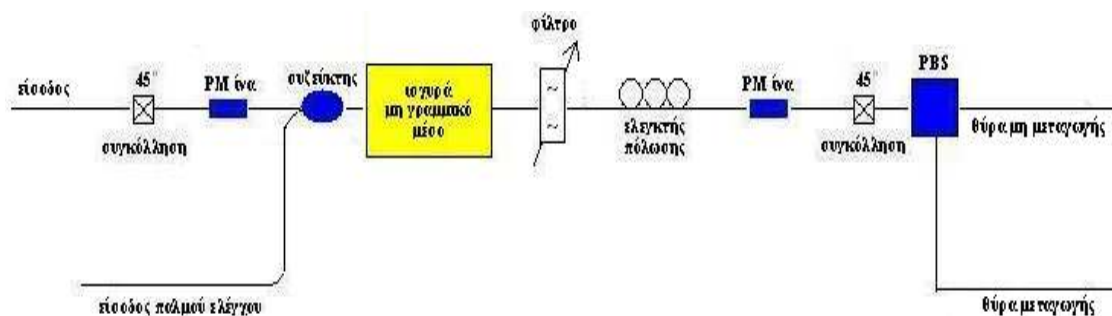 φίλτρο
είσοδος
45°
PM ίνα
συζεύκτης
ισχυρά
μη γραμμικό
μέσο
PM ίνα
45°
PBS
συγκόλληση
ελεγκτής
πόλωσης
συγκόλληση
θύρα μη μεταγωγής
είσοδος παλμού ελέγχου
θύρα μεταγωγής